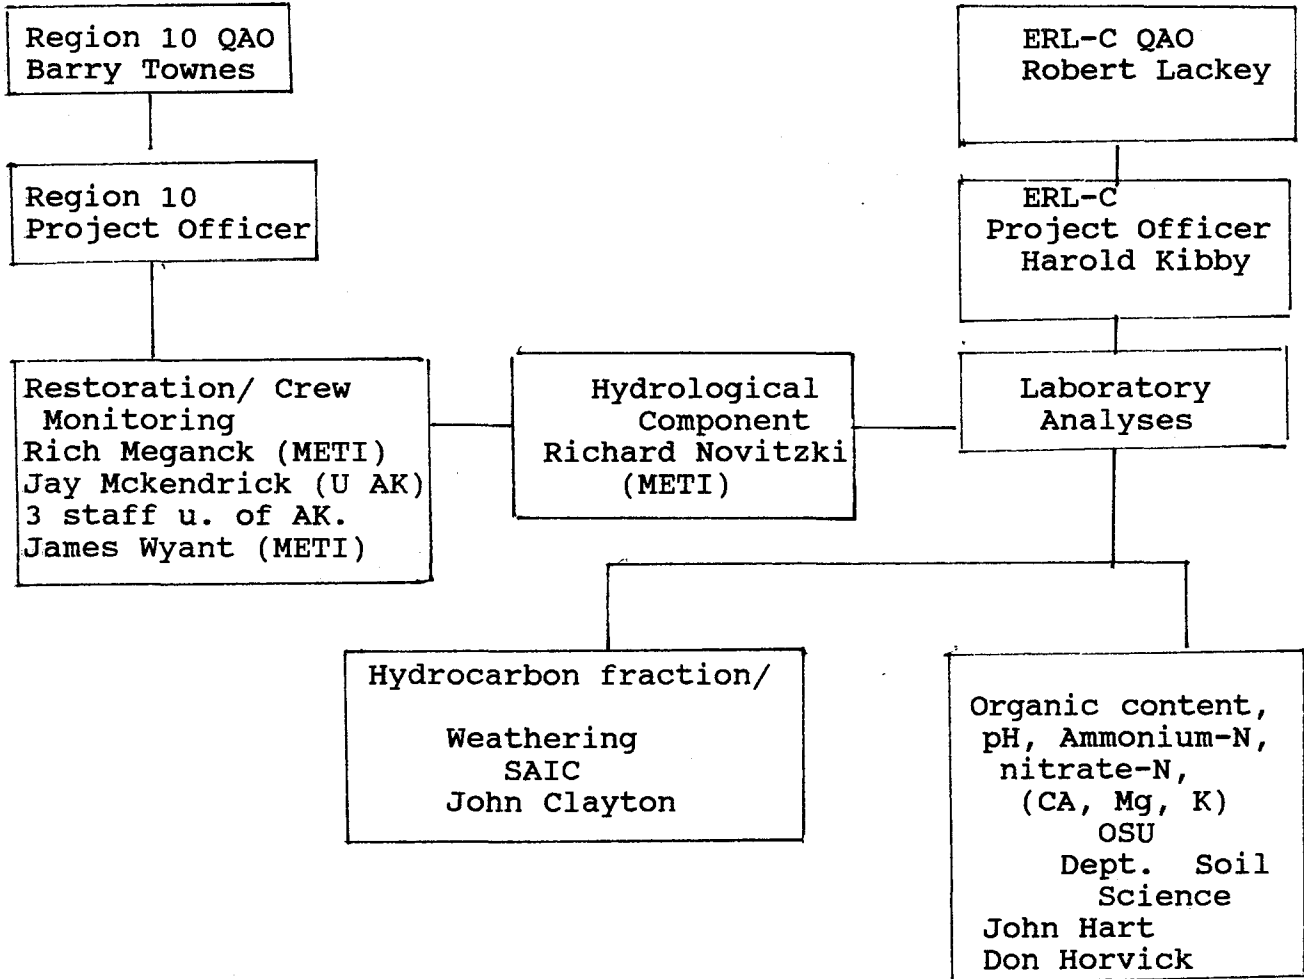 Region 10 QAO
Barry Townes
ERL-C QAO
Robert Lackey
Region 10
Project Officer
ERL-C
Project Officer
Harold Kibby
Restoration/ Crew
Monitoring
Rich Meganck (METI)
Jay Mckendrick (U AK)
3 staff u. of AK.
James Wyant (METI)
Hydrological
Component
Richard Novitzki
(METI)
Laboratory
Analyses
Hydrocarbon fraction/
Weathering
SAIC
John Clayton
Organic content,
pH, Ammonium-N,
nitrate-N,
(CA, Mg, K)
OSU
Dept. Soil
Science
John Hart
Don Horvick